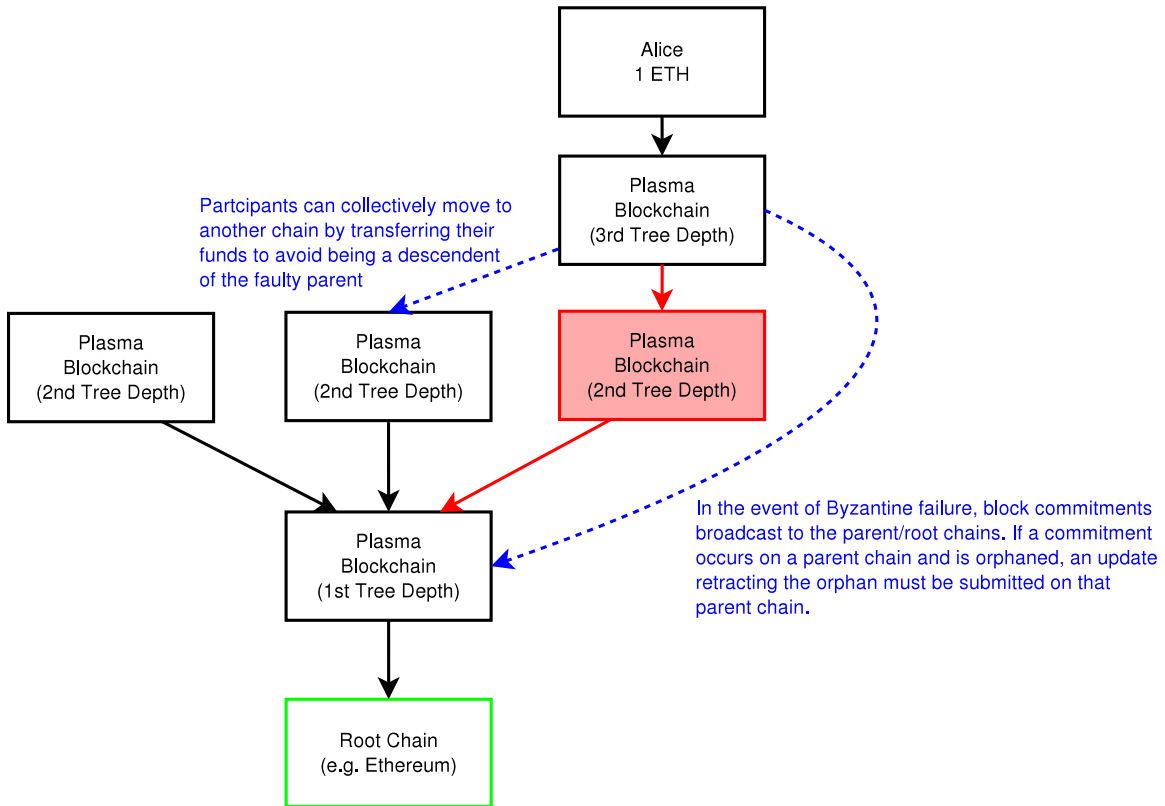 Alice
1 ETH
Plasma
Blockchain
(3rd Tree Depth)
Partcipants can collectively move to
another chain by transferring their
funds to avoid being a descendent
of the faulty parent
Plasma
Blockchain
(2nd Tree Depth)
Plasma
Blockchain
(2nd Tree Depth)
Plasma
Blockchain
(2nd Tree Depth)
In the event of Byzantine failure, block commitments
broadcast to the parent/root chains. If a commitment
occurs on a parent chain and is orphaned, an update
retracting the orphan must be submitted on that
parent chain.
Plasma
Blockchain
(1st Tree Depth)
Root Chain
(e.g. Ethereum)